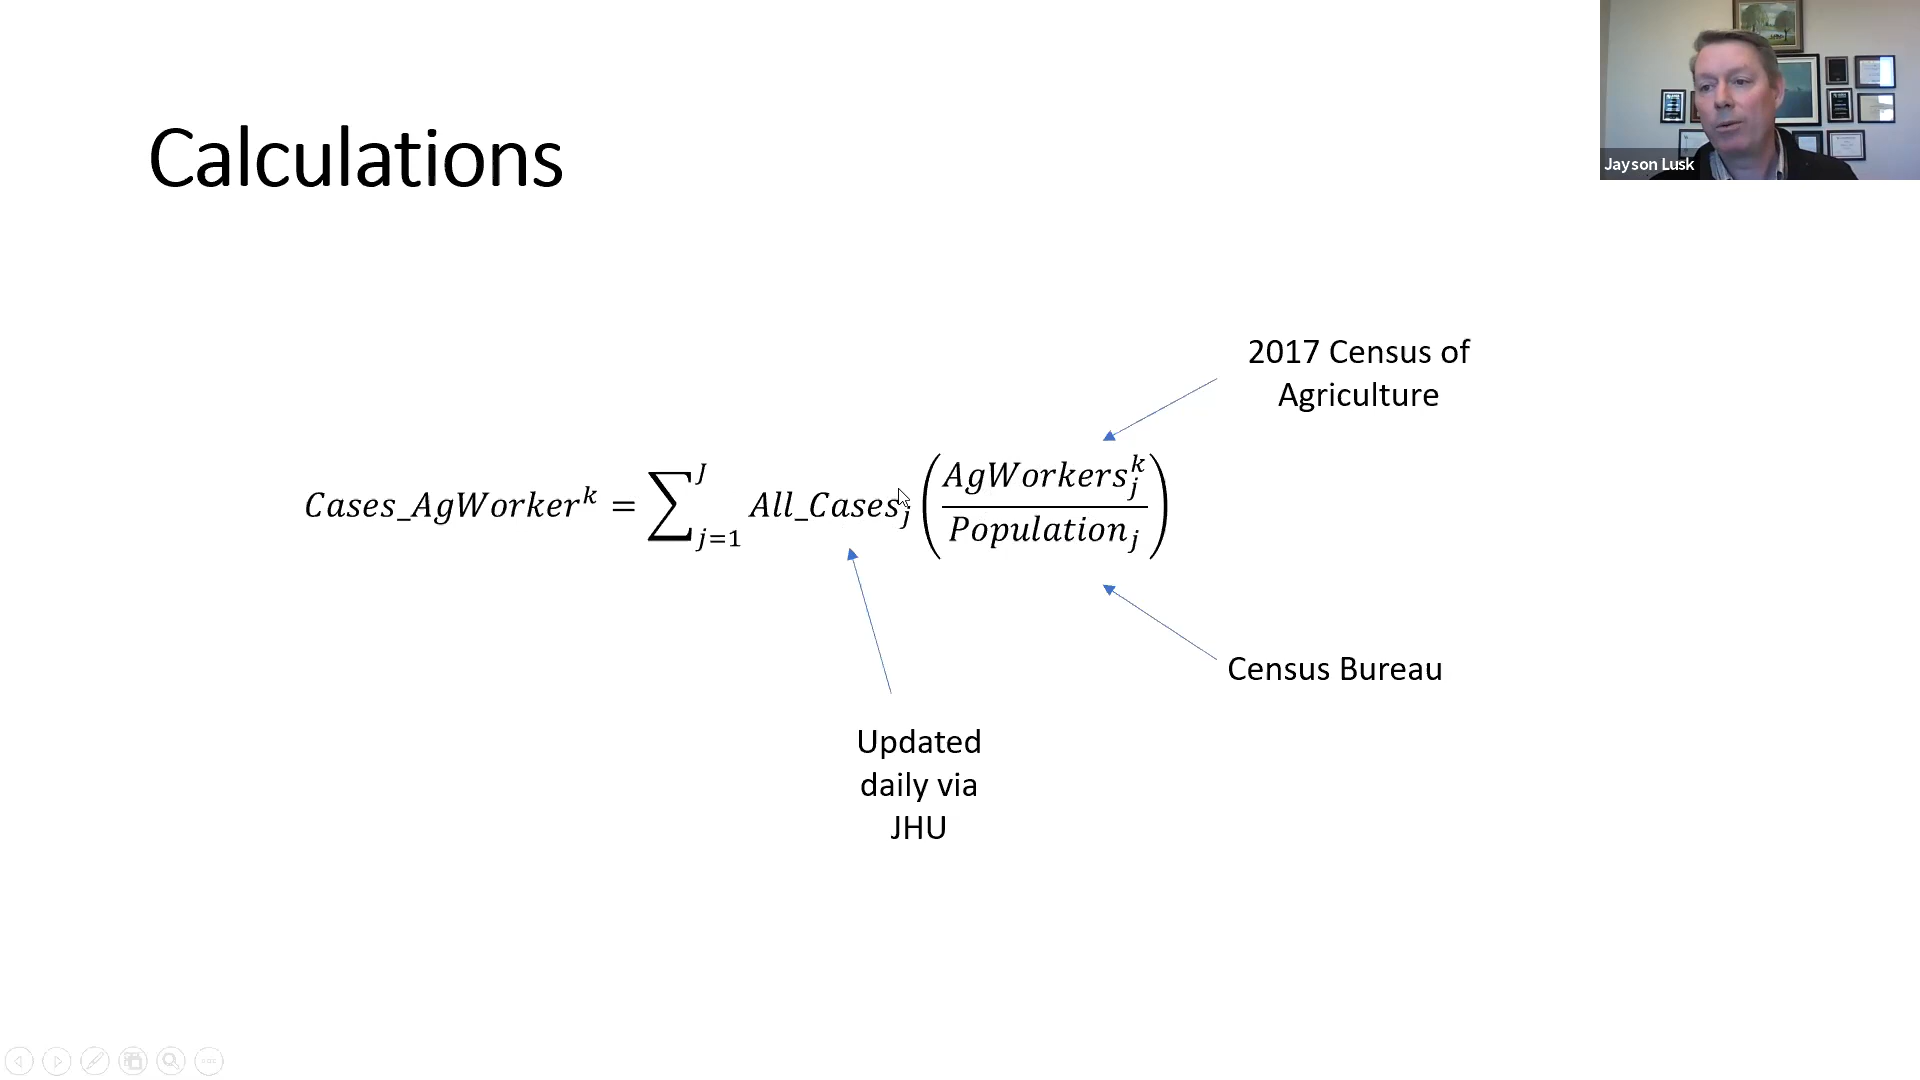 Calculations
Jayson Lusk
2017 Census of
Agriculture
Cases_AgWorker^k = ∑_{j=1}^{J} All_Cases_j (AgWorkers_j^k / Population_j)
Census Bureau
Updated
daily via
JHU